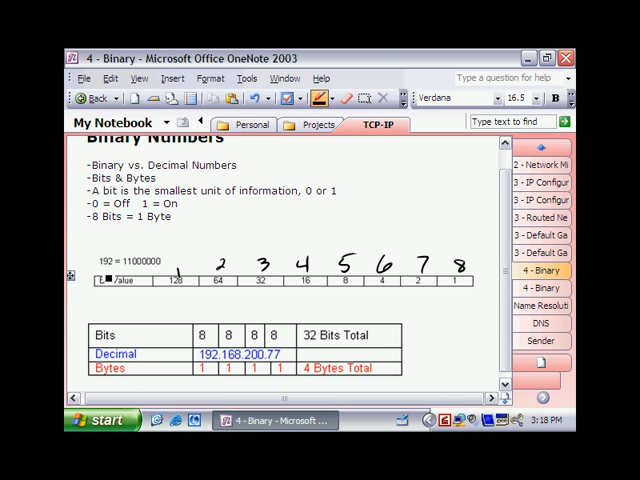 4 - Binary - Microsoft Office OneNote 2003
File Edit View Insert Format Tools Window Help
Type a question for help
Back
Verdana 16.5 B
My Notebook
Personal Projects TCP-IP
Type text to find
Binary Numbers
-Binary vs. Decimal Numbers
-Bits & Bytes
-A bit is the smallest unit of information, 0 or 1
-0 = Off 1 = On
-8 Bits = 1 Byte
192 = 11000000
1 2 3 4 5 6 7 8
Value 128 64 32 16 8 4 2 1
Bits 8 8 8 8 32 Bits Total
Decimal 192.168.200.77
Bytes 1 1 1 1 4 Bytes Total
2 - Network Mi
3 - IP Configur
3 - IP Configur
3 - Routed Ne
3 - Default Ga
3 - Default Ga
4 - Binary
4 - Binary
Name Resoluti
DNS
Sender
start
4 - Binary - Microsoft ...
3:18 PM